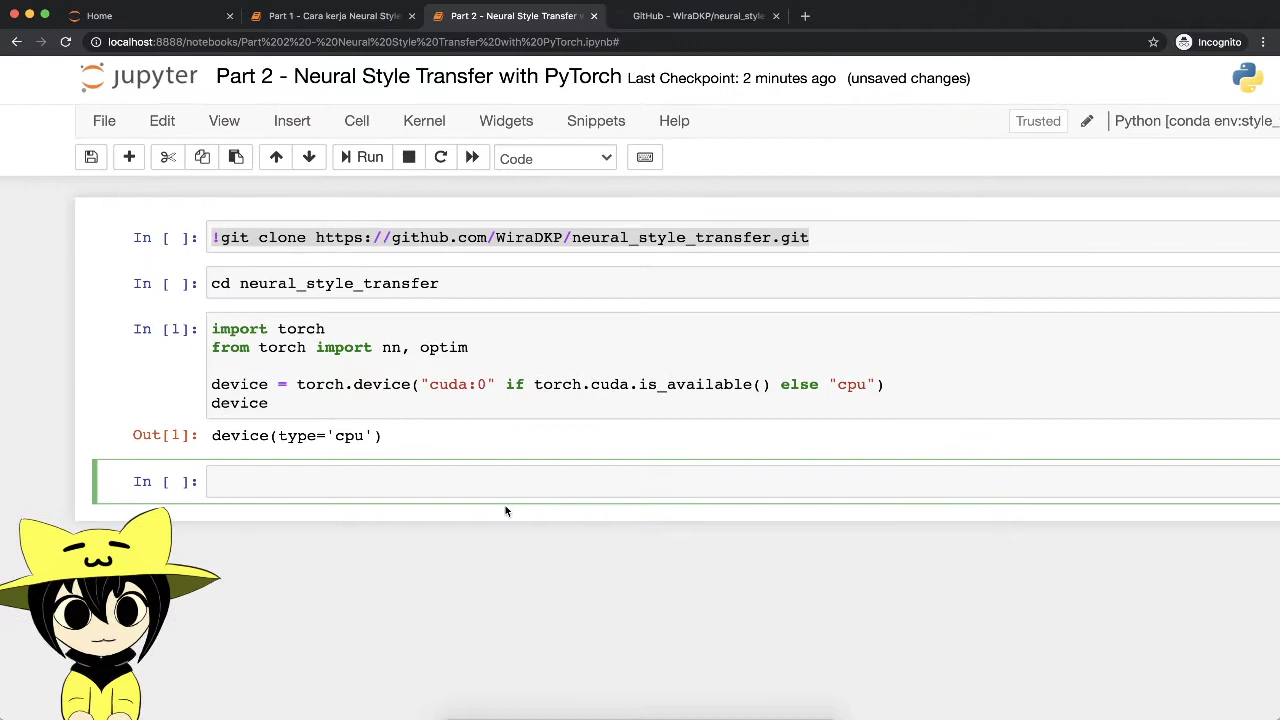 Home
Part 1 - Cara kerja Neural Style
Part 2 - Neural Style Transfer w
GitHub - WiraDKP/neural_style-
localhost:8888/notebooks/Part%202%20-%20Neural%20Style%20Transfer%20with%20PyTorch.ipynb#
Incognito
jupyter Part 2 - Neural Style Transfer with PyTorch Last Checkpoint: 2 minutes ago (unsaved changes)
File Edit View Insert Cell Kernel Widgets Snippets Help
Trusted Python [conda env:style_
Run Code
In [ ]: !git clone https://github.com/WiraDKP/neural_style_transfer.git
In [ ]: cd neural_style_transfer
In [1]: import torch
from torch import nn, optim
device = torch.device("cuda:0" if torch.cuda.is_available() else "cpu")
device
Out[1]: device(type='cpu')
In [ ]: